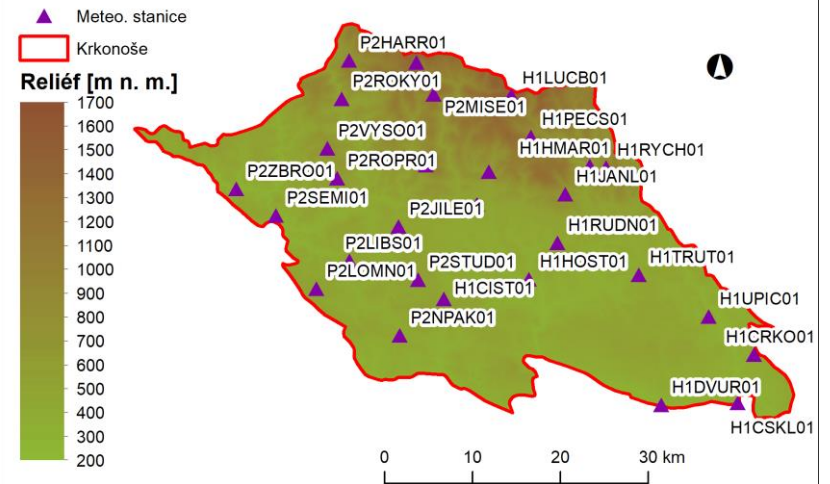 Meteo. stanice
Krkonoše
Reliéf [m n. m.]
1700
1600
1500
1400
1300
1200
1100
1000
900
800
700
600
500
400
300
200
P2HARR01
P2ROKY01
H1LUCB01
P2MISE01
H1PECS01
P2VYSO01
H1HMAR01
H1RYCH01
P2ROPR01
P2ZBRO01
H1JANL01
P2SEMI01
P2JILE01
H1RUDN01
P2LIBS01
H1TRUT01
P2STUD01
H1HOST01
P2LOMN01
H1CIST01
H1UPIC01
P2NPAK01
H1CRKO01
H1DVUR01
H1CSKL01
0 10 20 30 km